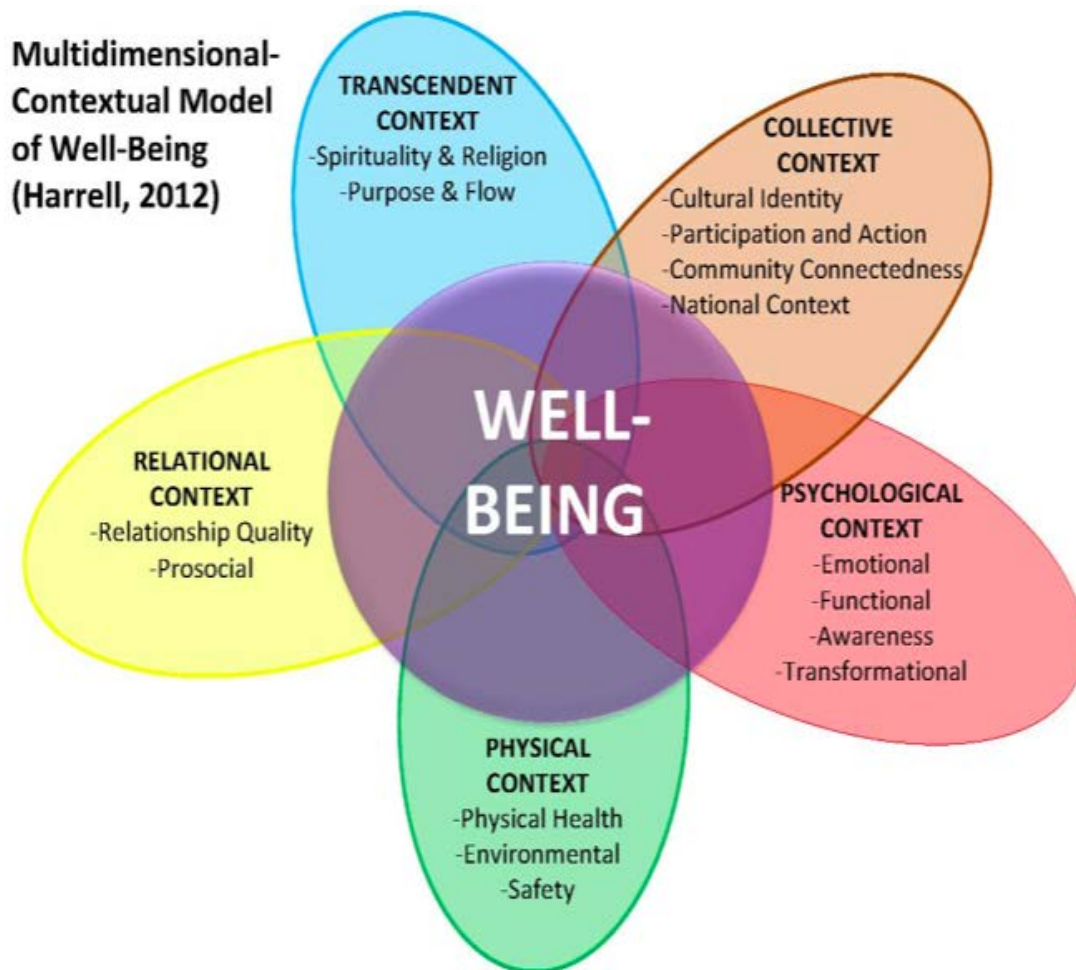 Multidimensional-
Contextual Model
of Well-Being
(Harrell, 2012)
TRANSCENDENT
CONTEXT
-Spirituality & Religion
-Purpose & Flow
COLLECTIVE
CONTEXT
-Cultural Identity
-Participation and Action
-Community Connectedness
-National Context
WELL-
BEING
RELATIONAL
CONTEXT
-Relationship Quality
-Prosocial
PSYCHOLOGICAL
CONTEXT
-Emotional
-Functional
-Awareness
-Transformational
PHYSICAL
CONTEXT
-Physical Health
-Environmental
-Safety